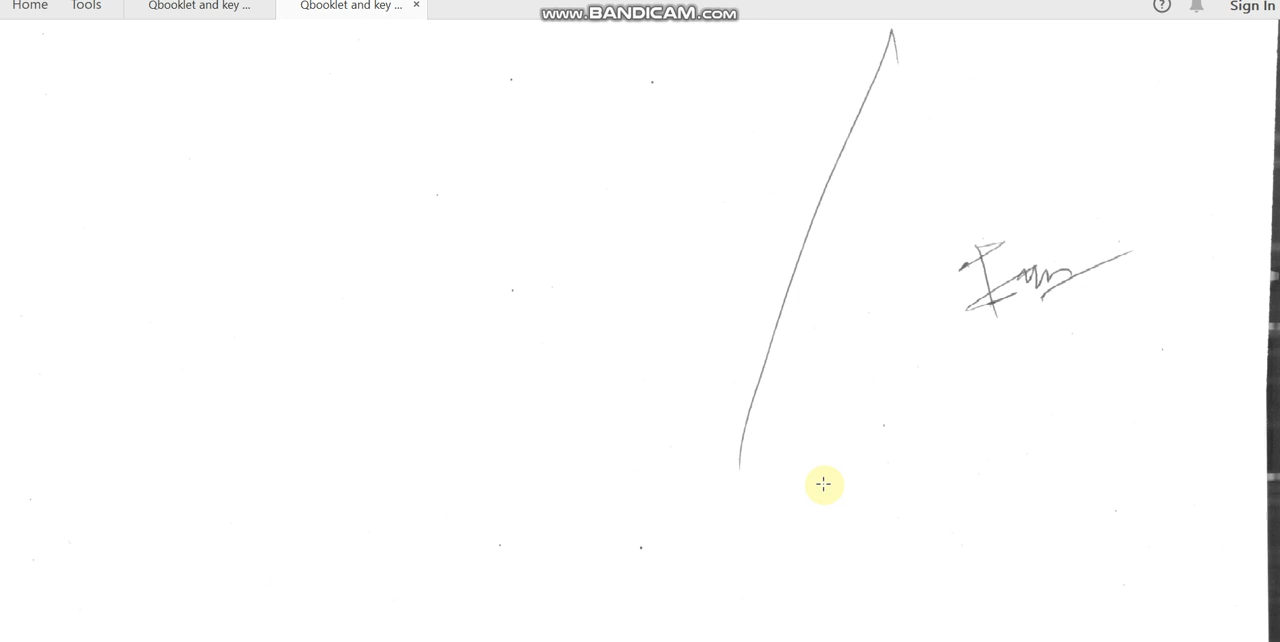 Home Tools Qbooklet and key ... Qbooklet and key ... × ? Sign In
www.BANDICAM.com